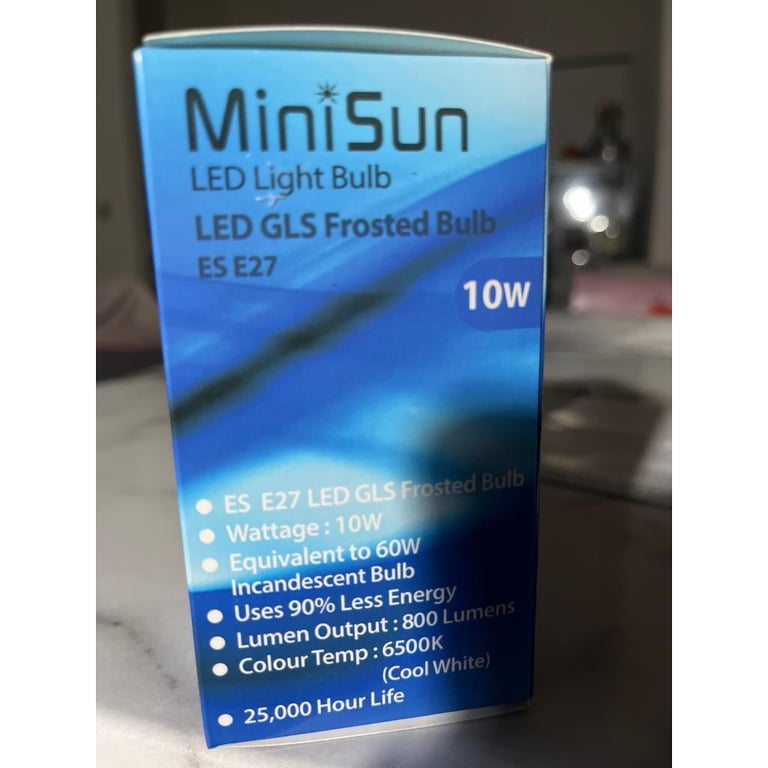 MiniSun
LED Light Bulb
LED GLS Frosted Bulb
ES E27
10W
ES E27 LED GLS Frosted Bulb
Wattage : 10W
Equivalent to 60W
Incandescent Bulb
Uses 90% Less Energy
Lumen Output : 800 Lumens
Colour Temp : 6500K
(Cool White)
25,000 Hour Life